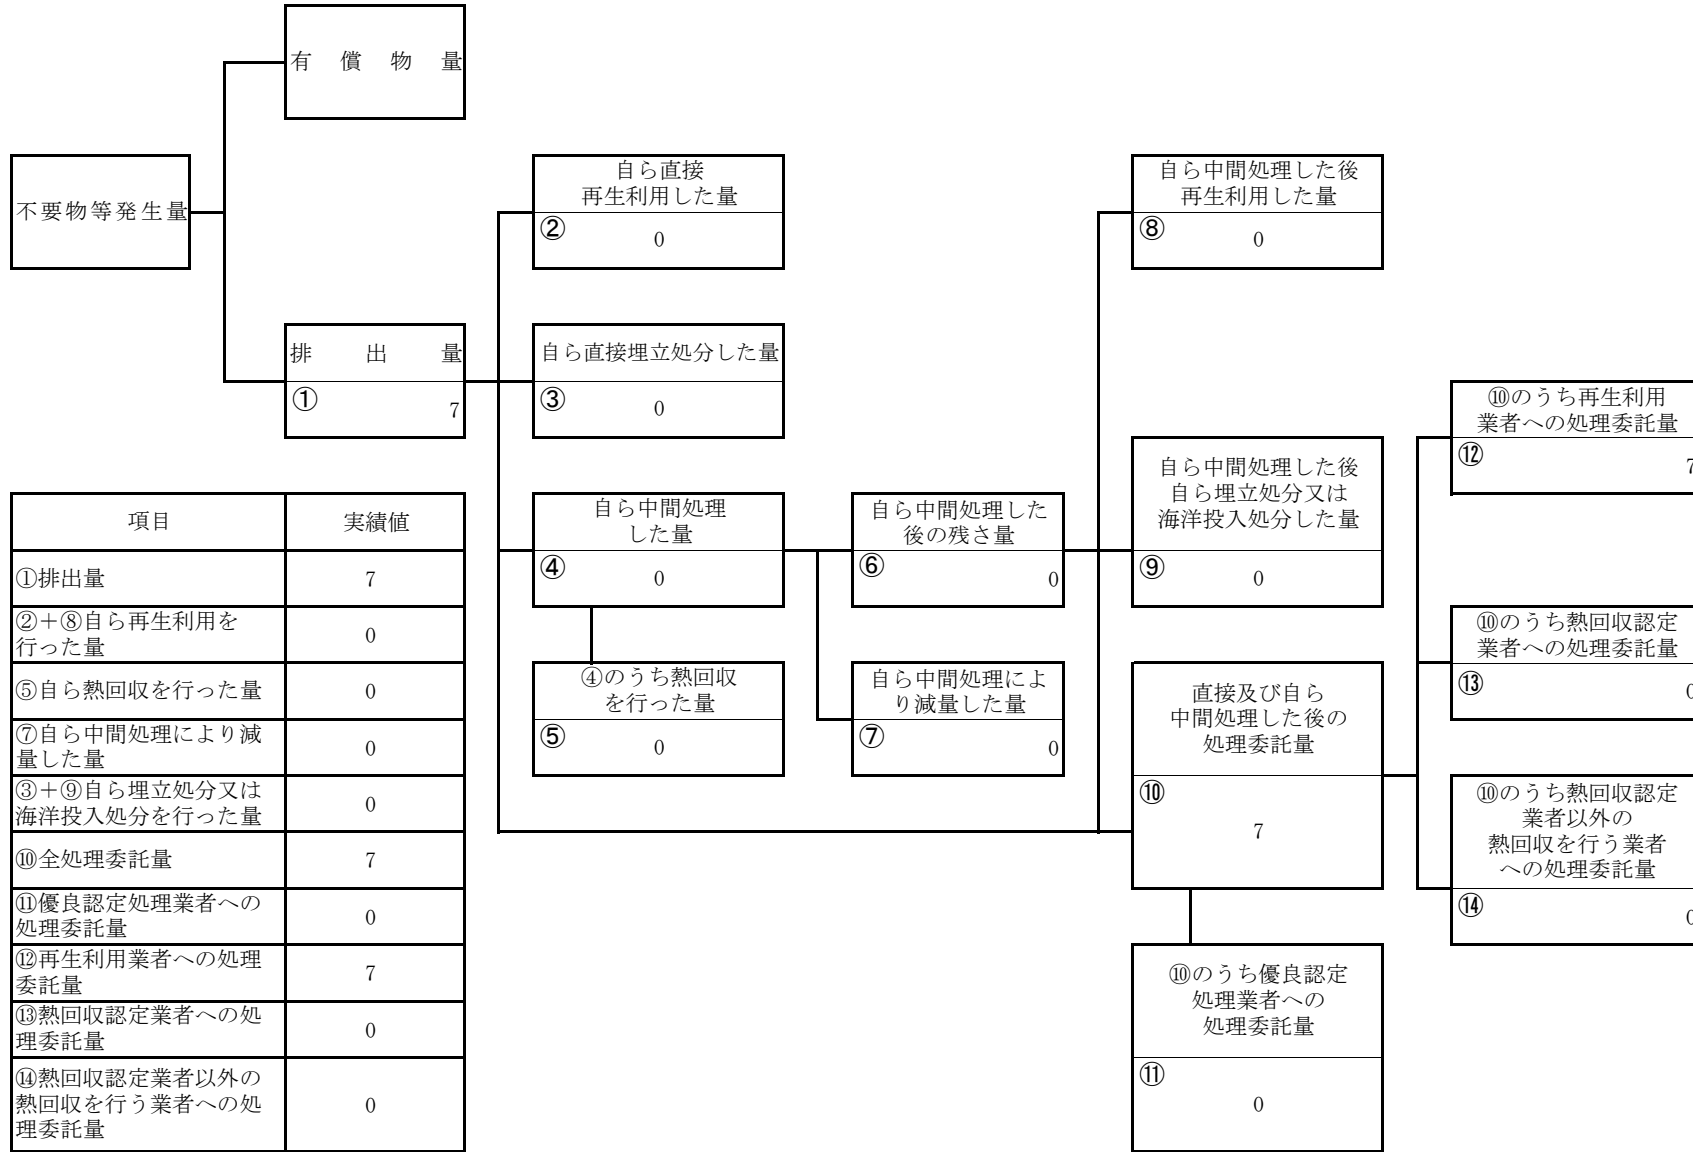 有償物量
不要物等発生量
排出量
①
7
自ら直接
再生利用した量
②
0
自ら直接埋立処分した量
③
0
自ら中間処理
した量
④
0
④のうち熱回収
を行った量
⑤
0
自ら中間処理した
後の残さ量
⑥
0
自ら中間処理によ
り減量した量
⑦
0
自ら中間処理した後
再生利用した量
⑧
0
自ら中間処理した後
自ら埋立処分又は
海洋投入処分した量
⑨
0
直接及び自ら
中間処理した後の
処理委託量
⑩
7
⑩のうち優良認定
処理業者への
処理委託量
⑪
0
⑩のうち再生利用
業者への処理委託量
⑫
7
⑩のうち熱回収認定
業者への処理委託量
⑬
0
⑩のうち熱回収認定
業者以外の
熱回収を行う業者
への処理委託量
⑭
0
項目 実績値
①排出量 7
②＋⑧自ら再生利用を
行った量 0
⑤自ら熱回収を行った量 0
⑦自ら中間処理により減
量した量 0
③＋⑨自ら埋立処分又は
海洋投入処分を行った量 0
⑩全処理委託量 7
⑪優良認定処理業者への
処理委託量 0
⑫再生利用業者への処理
委託量 7
⑬熱回収認定業者への処
理委託量 0
⑭熱回収認定業者以外の
熱回収を行う業者への処
理委託量 0